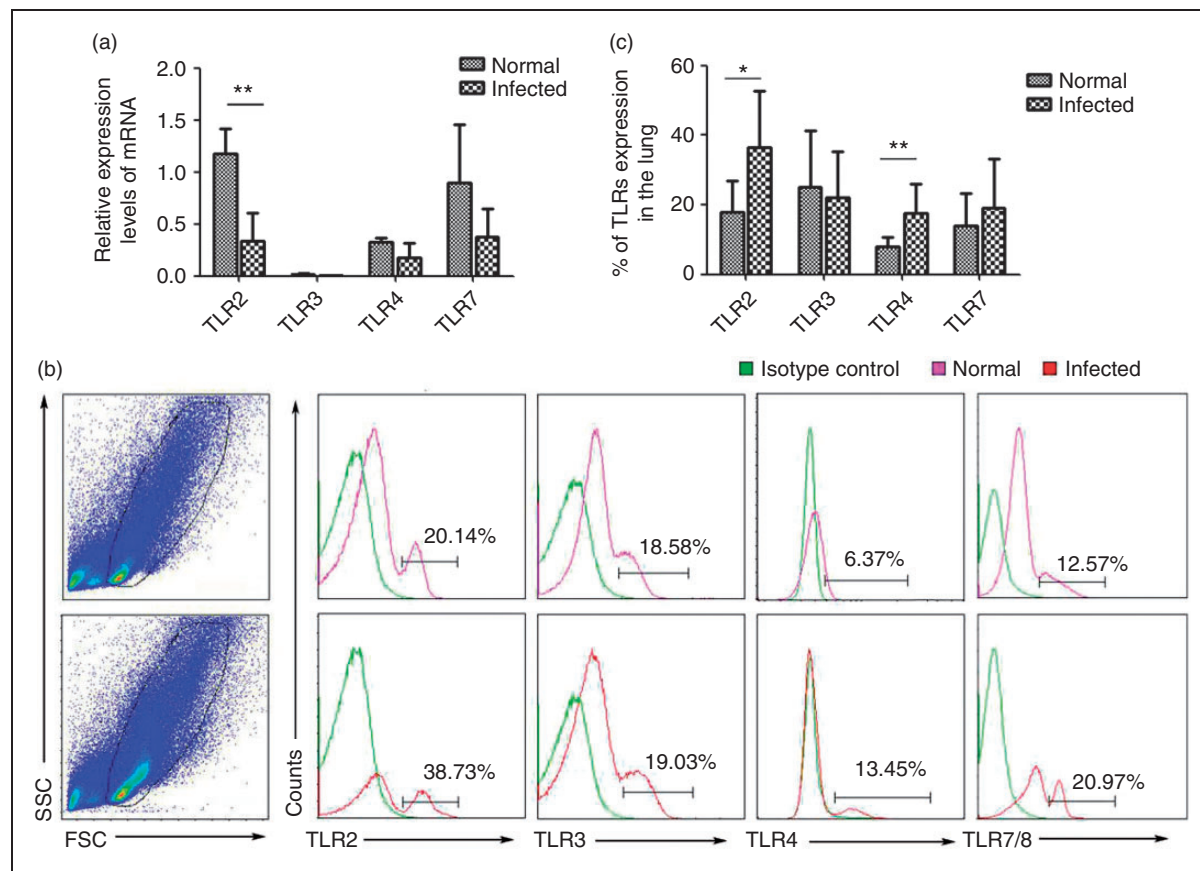 (a)
Relative expression
levels of mRNA
2.0
1.5
1.0
0.5
0.0
**
Normal
Infected
TLR2
TLR3
TLR4
TLR7
(c)
% of TLRs expression
in the lung
60
40
20
0
*
**
Normal
Infected
TLR2
TLR3
TLR4
TLR7
(b)
Isotype control Normal Infected
20.14%
18.58%
6.37%
12.57%
38.73%
19.03%
13.45%
20.97%
SSC
FSC
Counts
TLR2
TLR3
TLR4
TLR7/8